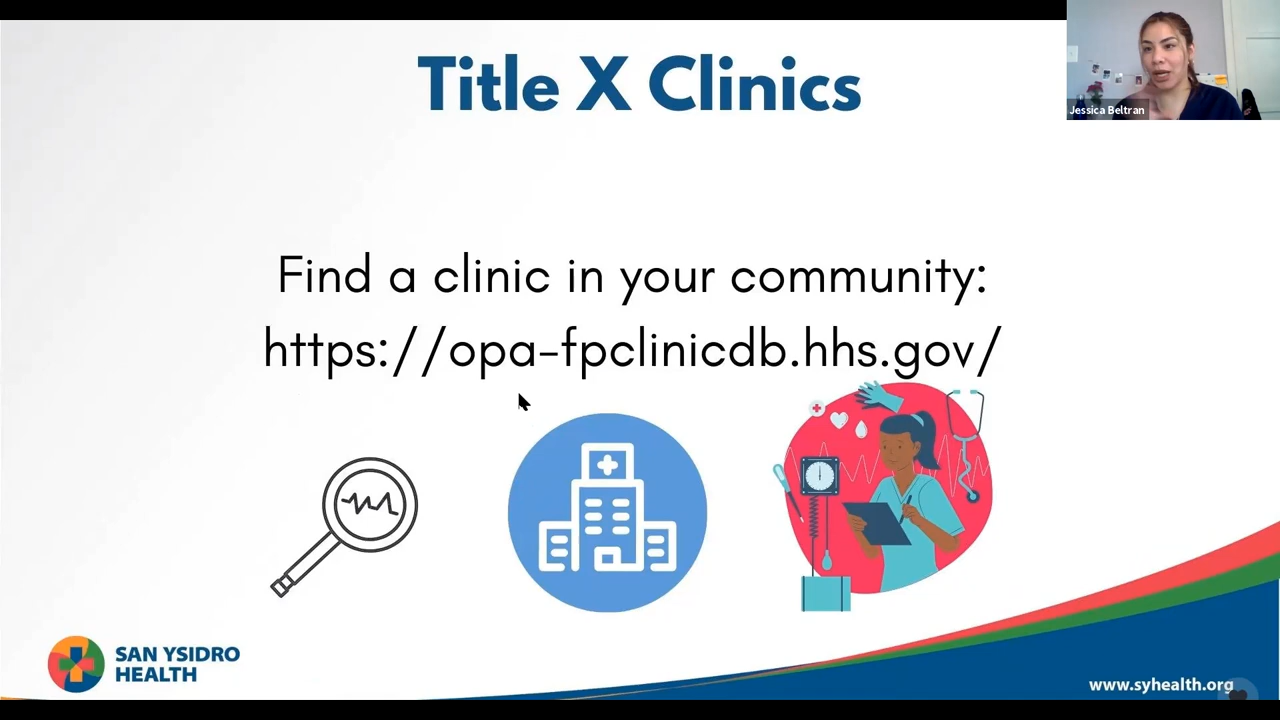 Title X Clinics
Jessica Beltran
Find a clinic in your community:
https://opa-fpclinicdb.hhs.gov/
SAN YSIDRO
HEALTH
www.syhealth.org